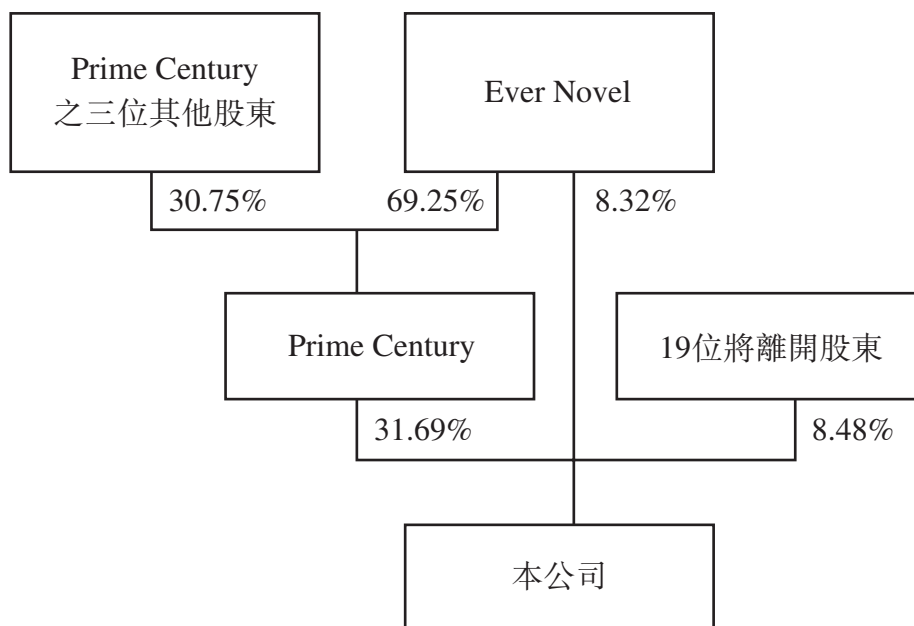 Prime Century
之三位其他股東
Ever Novel
30.75%
69.25%
8.32%
Prime Century
19位將離開股東
31.69%
8.48%
本公司